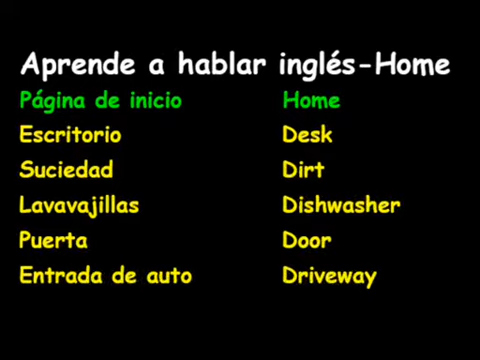 Aprende a hablar inglés-Home
Página de inicio Home
Escritorio Desk
Suciedad Dirt
Lavavajillas Dishwasher
Puerta Door
Entrada de auto Driveway